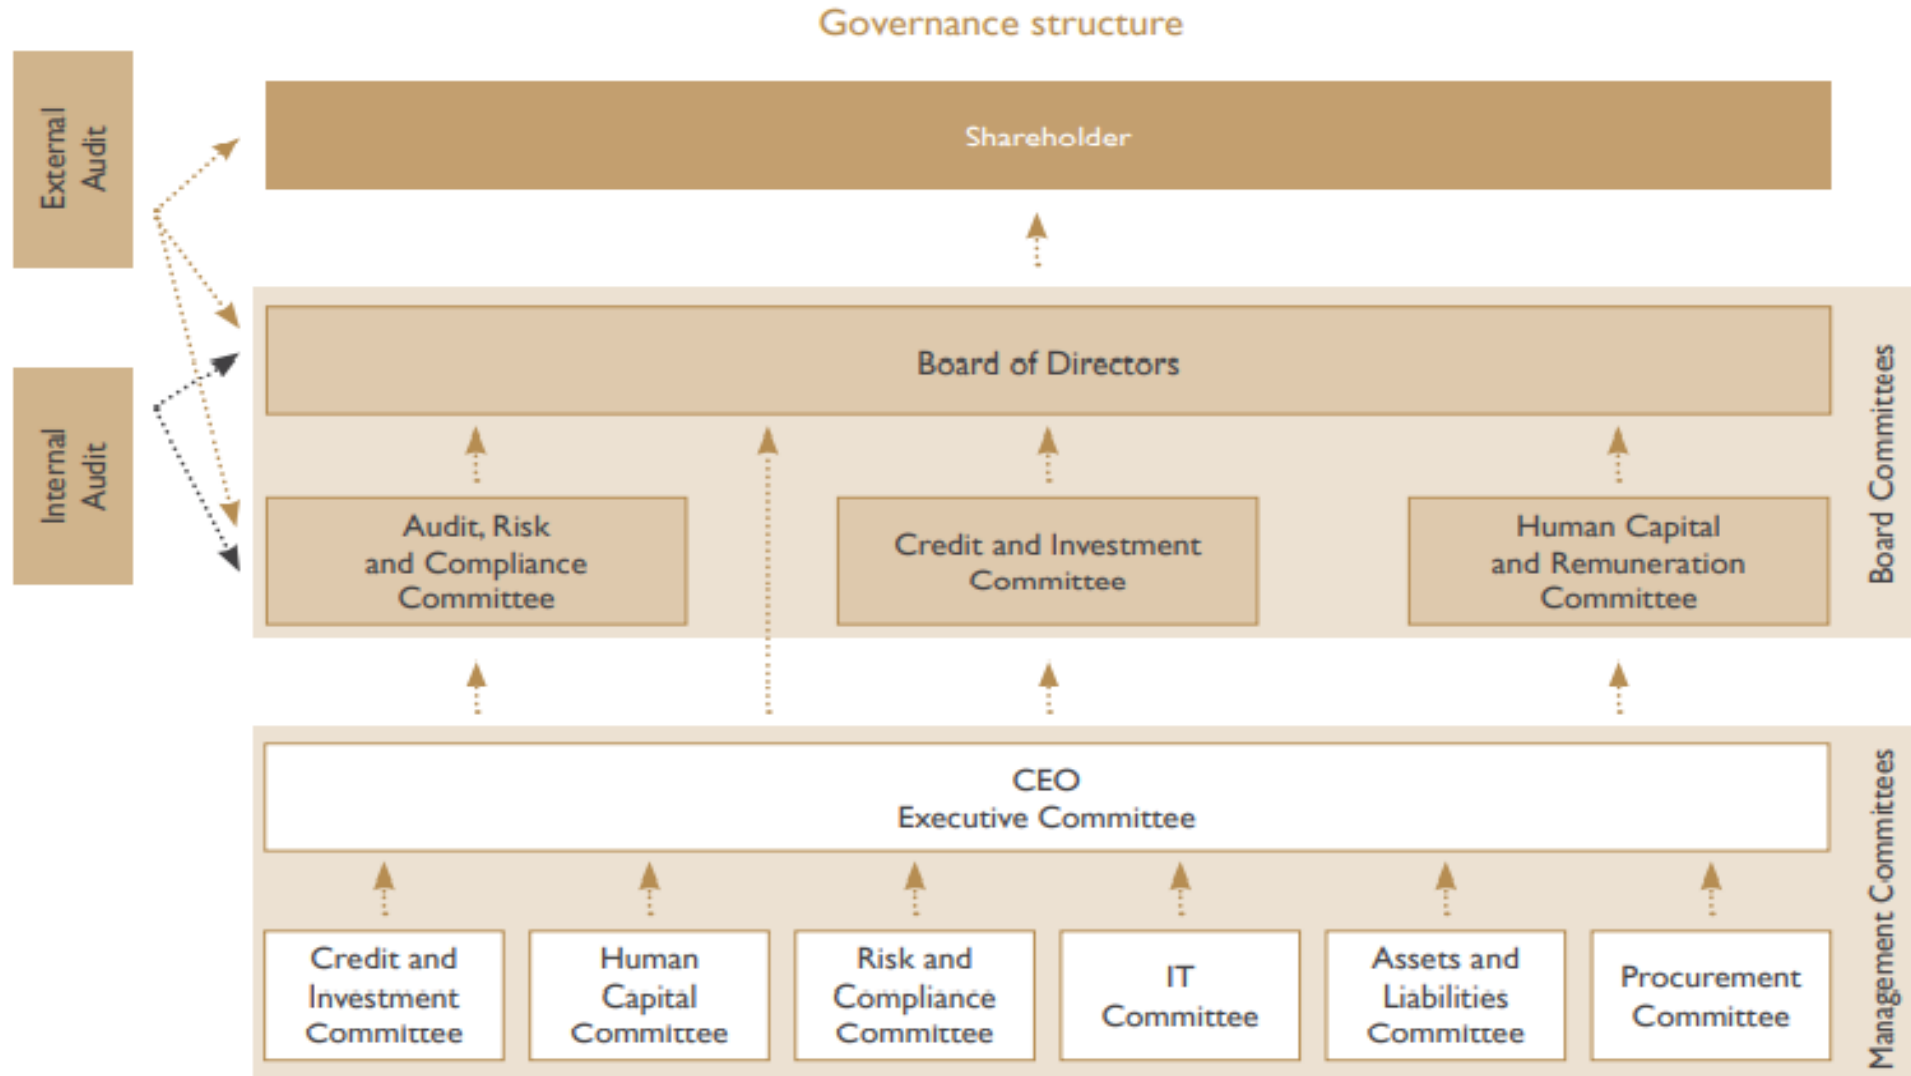 Governance structure
External
Audit
Shareholder
Internal
Audit
Board of Directors
Audit, Risk
and Compliance
Committee
Credit and Investment
Committee
Human Capital
and Remuneration
Committee
Board Committees
CEO
Executive Committee
Credit and
Investment
Committee
Human
Capital
Committee
Risk and
Compliance
Committee
IT
Committee
Assets and
Liabilities
Committee
Procurement
Committee
Management Committees